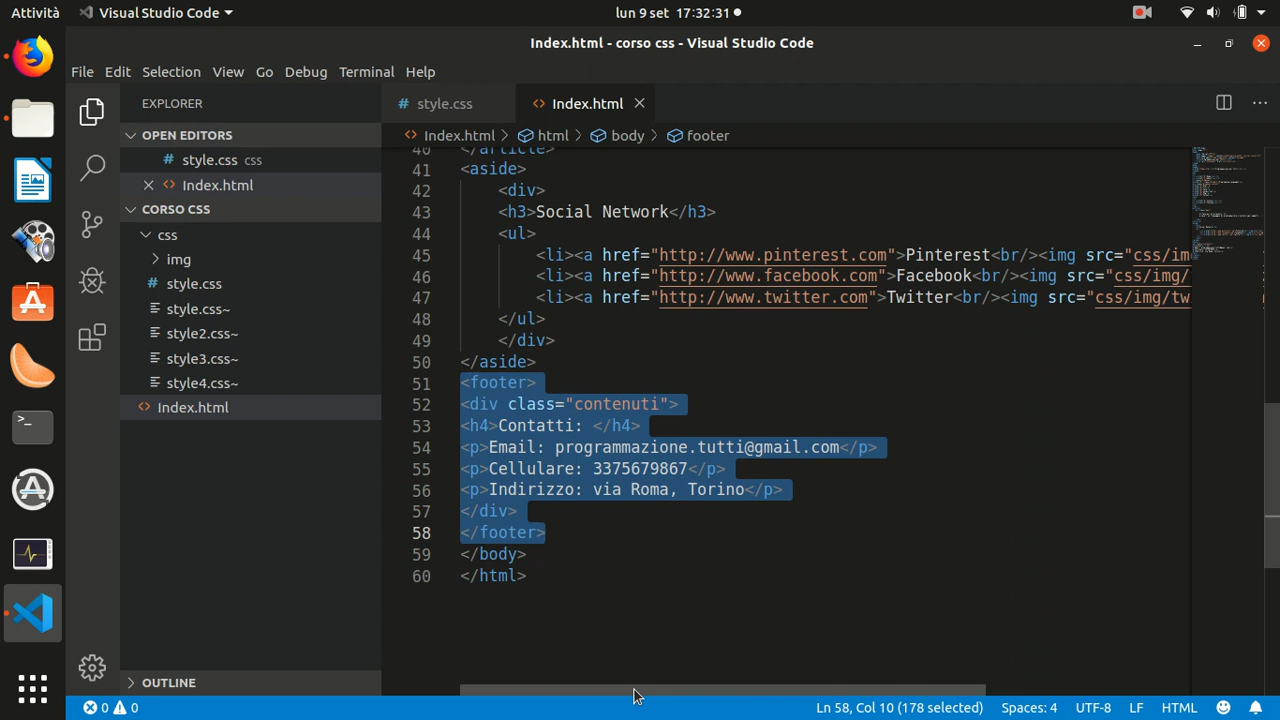 Attività
Visual Studio Code
lun 9 set 17:32:31
Index.html - corso css - Visual Studio Code
File Edit Selection View Go Debug Terminal Help
EXPLORER
OPEN EDITORS
style.css css
Index.html
CORSO CSS
css
img
style.css
style.css~
style2.css~
style3.css~
style4.css~
Index.html
OUTLINE
style.css
Index.html
Index.html > html > body > footer
40 </article>
41 <aside>
42 <div>
43 <h3>Social Network</h3>
44 <ul>
45 <li><a href="http://www.pinterest.com">Pinterest<br/><img src="css/im
46 <li><a href="http://www.facebook.com">Facebook<br/><img src="css/img/
47 <li><a href="http://www.twitter.com">Twitter<br/><img src="css/img/tw
48 </ul>
49 </div>
50 </aside>
51 <footer>
52 <div class="contenuti">
53 <h4>Contatti: </h4>
54 <p>Email: programmazione.tutti@gmail.com</p>
55 <p>Cellulare: 3375679867</p>
56 <p>Indirizzo: via Roma, Torino</p>
57 </div>
58 </footer>
59 </body>
60 </html>
0 0
Ln 58, Col 10 (178 selected) Spaces: 4 UTF-8 LF HTML